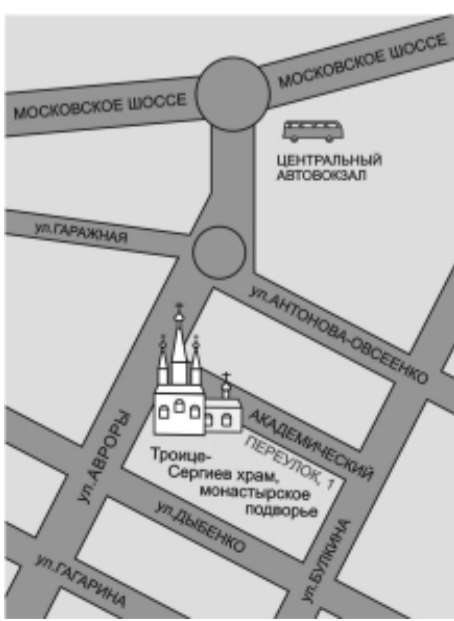 МОСКОВСКОЕ ШОССЕ
МОСКОВСКОЕ ШОССЕ
ЦЕНТРАЛЬНЫЙ
АВТОВОКЗАЛ
ул.ГАРАЖНАЯ
ул.АНТОНОВА-ОВСЕЕНКО
АКАДЕМИЧЕСКИЙ
ПЕРЕУЛОК, 1
ул.АВРОРЫ
Троице-
Сергиев храм,
монастырское
подворье
ул.ДЫБЕНКО
ул.БУЛКИНА
ул.ГАГАРИНА